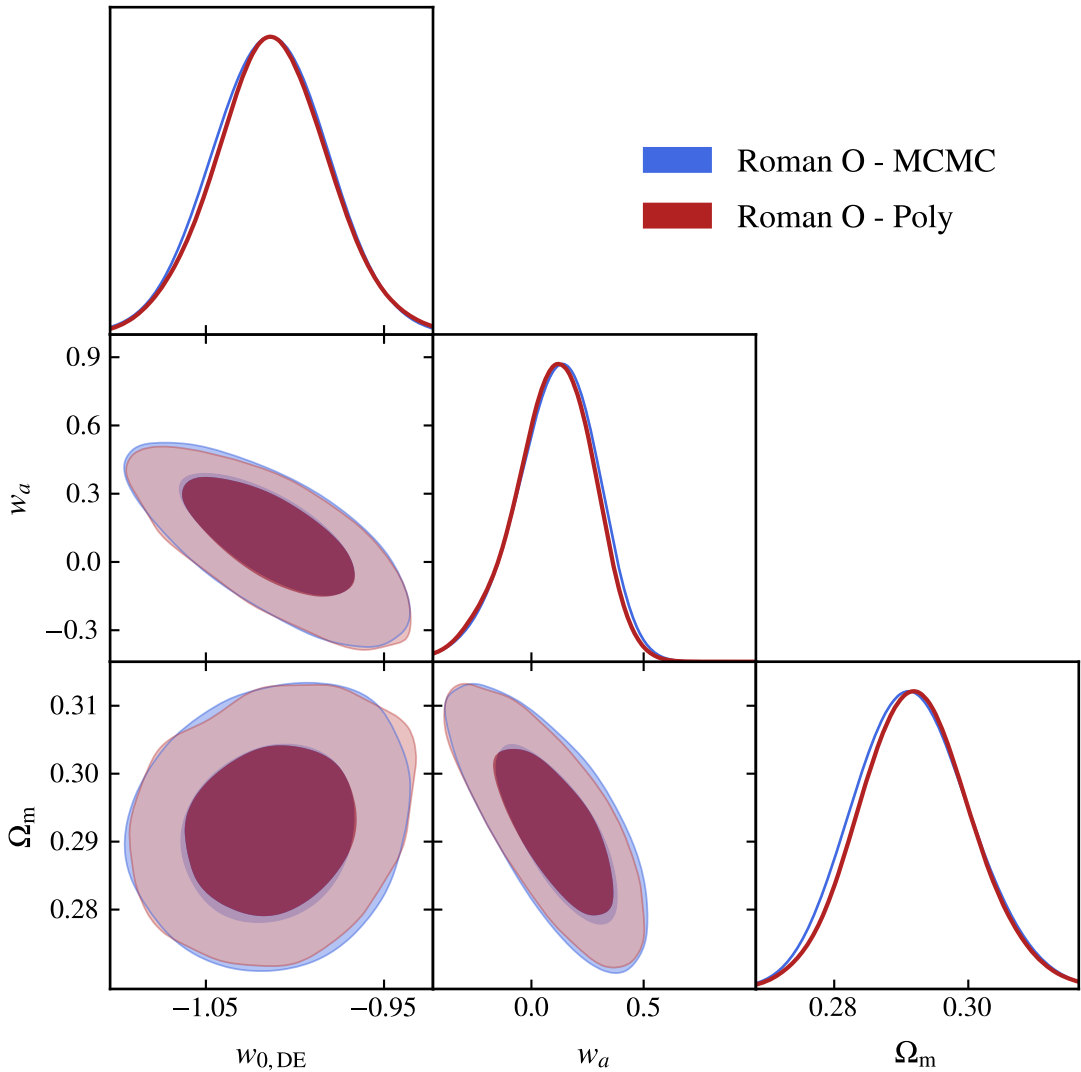 Roman O - MCMC
Roman O - Poly
0.9
0.6
0.3
0.0
−0.3
w_a
0.31
0.30
0.29
0.28
Ω_m
−1.05 −0.95 0.0 0.5 0.28 0.30
w_{0, DE} w_a Ω_m